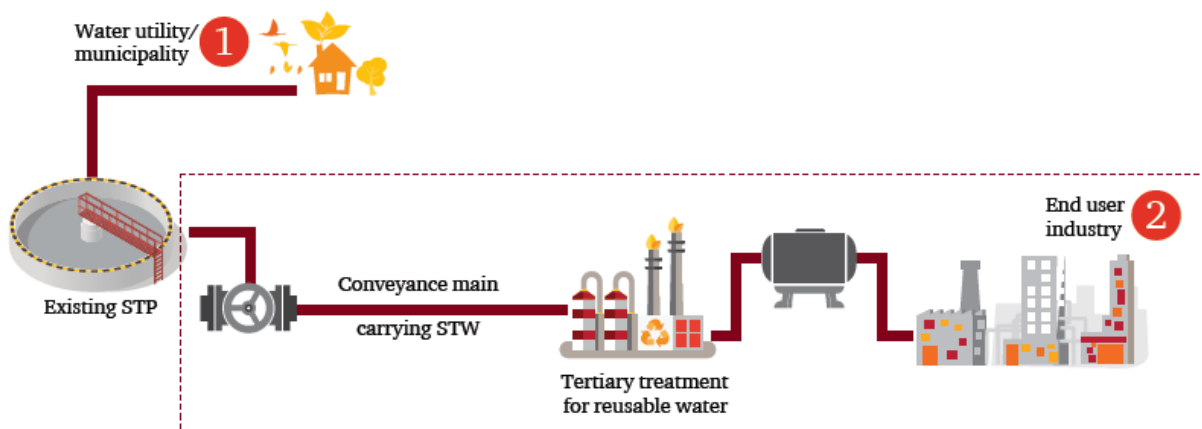 Water utility/
municipality
1
Existing STP
Conveyance main
carrying STW
Tertiary treatment
for reusable water
End user
industry
2